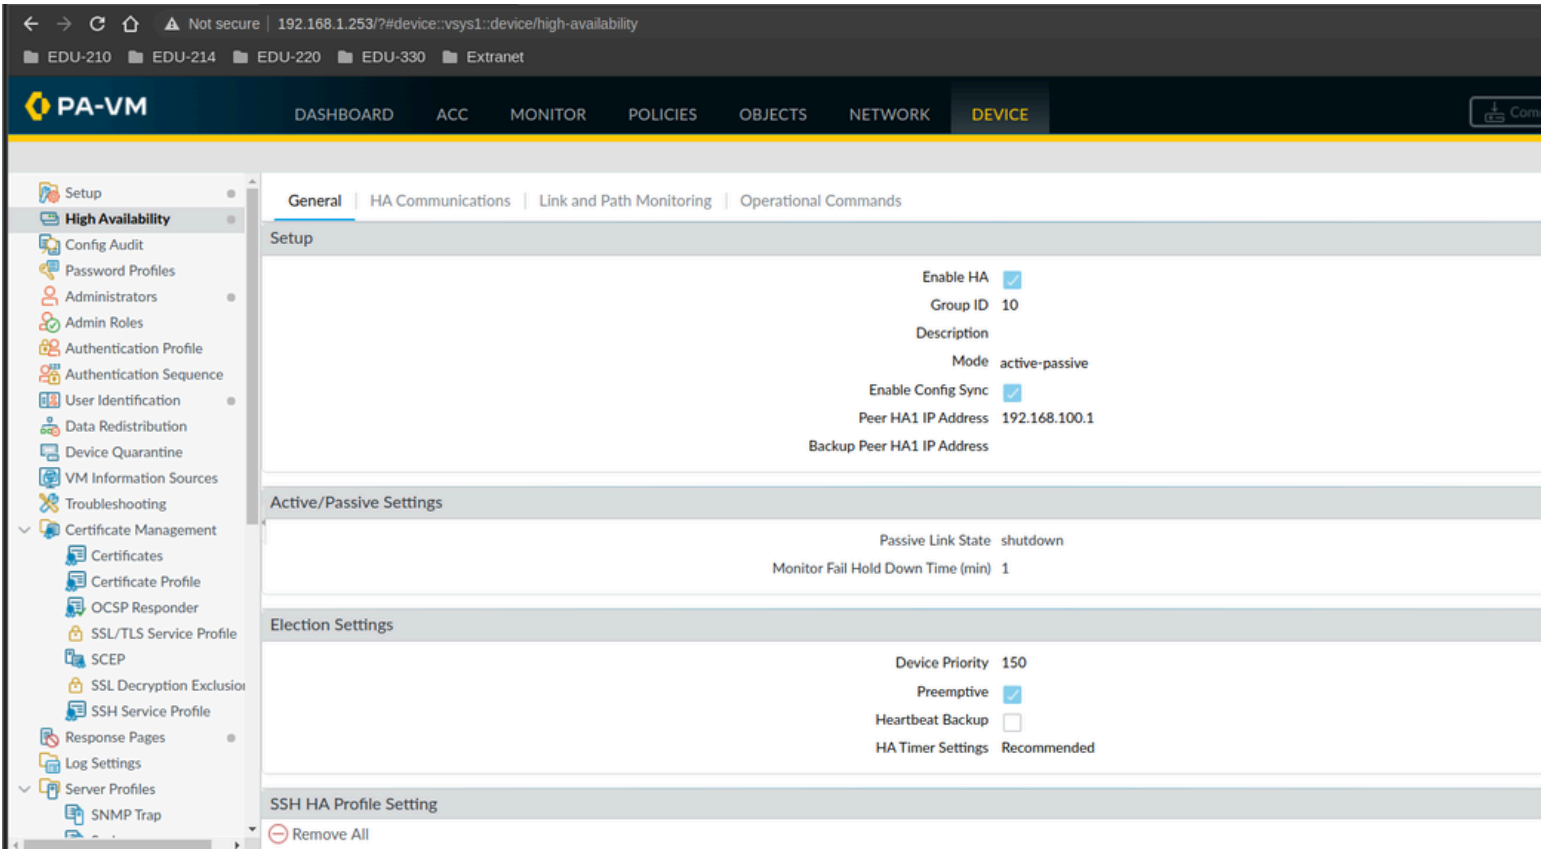 Not secure | 192.168.1.253/?#device::vsys1::device/high-availability
EDU-210 EDU-214 EDU-220 EDU-330 Extranet
PA-VM
DASHBOARD ACC MONITOR POLICIES OBJECTS NETWORK DEVICE
Setup
High Availability
Config Audit
Password Profiles
Administrators
Admin Roles
Authentication Profile
Authentication Sequence
User Identification
Data Redistribution
Device Quarantine
VM Information Sources
Troubleshooting
Certificate Management
Certificates
Certificate Profile
OCSP Responder
SSL/TLS Service Profile
SCEP
SSL Decryption Exclusion
SSH Service Profile
Response Pages
Log Settings
Server Profiles
SNMP Trap
General | HA Communications | Link and Path Monitoring | Operational Commands
Setup
Enable HA
Group ID 10
Description
Mode active-passive
Enable Config Sync
Peer HA1 IP Address 192.168.100.1
Backup Peer HA1 IP Address
Active/Passive Settings
Passive Link State shutdown
Monitor Fail Hold Down Time (min) 1
Election Settings
Device Priority 150
Preemptive
Heartbeat Backup
HA Timer Settings Recommended
SSH HA Profile Setting
Remove All